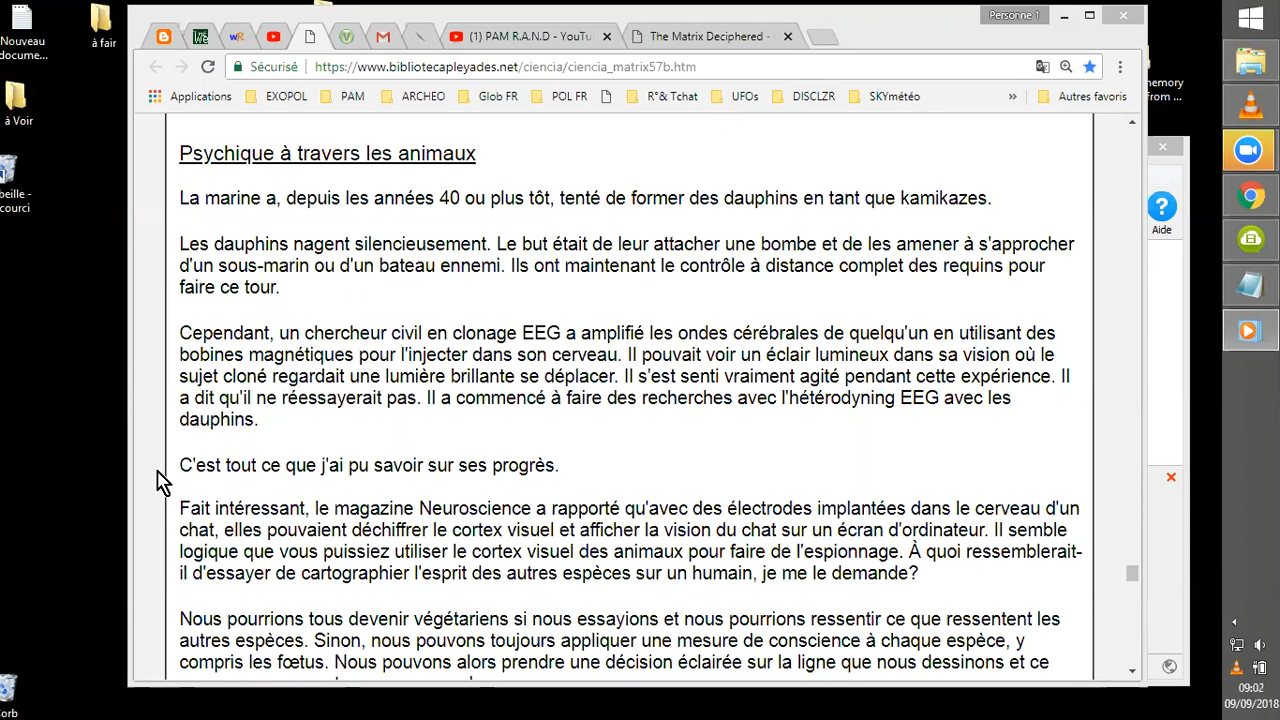 Personne 1
(1) PAM R.A.N.D - YouTu
The Matrix Deciphered -
Sécurisé
https://www.bibliotecapleyades.net/ciencia/ciencia_matrix57b.htm
Applications EXOPOL PAM ARCHEO Glob FR POL FR R°& Tchat UFOs DISCLZR SKYmétéo » Autres favoris
Nouveau
docume...
à fair
à Voir
beille -
courci
Corb
memory
from ...
Psychique à travers les animaux
La marine a, depuis les années 40 ou plus tôt, tenté de former des dauphins en tant que kamikazes.
Les dauphins nagent silencieusement. Le but était de leur attacher une bombe et de les amener à s'approcher
d'un sous-marin ou d'un bateau ennemi. Ils ont maintenant le contrôle à distance complet des requins pour
faire ce tour.
Cependant, un chercheur civil en clonage EEG a amplifié les ondes cérébrales de quelqu'un en utilisant des
bobines magnétiques pour l'injecter dans son cerveau. Il pouvait voir un éclair lumineux dans sa vision où le
sujet cloné regardait une lumière brillante se déplacer. Il s'est senti vraiment agité pendant cette expérience. Il
a dit qu'il ne réessayerait pas. Il a commencé à faire des recherches avec l'hétérodyning EEG avec les
dauphins.
C'est tout ce que j'ai pu savoir sur ses progrès.
Fait intéressant, le magazine Neuroscience a rapporté qu'avec des électrodes implantées dans le cerveau d'un
chat, elles pouvaient déchiffrer le cortex visuel et afficher la vision du chat sur un écran d'ordinateur. Il semble
logique que vous puissiez utiliser le cortex visuel des animaux pour faire de l'espionnage. À quoi ressemblerait-
il d'essayer de cartographier l'esprit des autres espèces sur un humain, je me le demande?
Nous pourrions tous devenir végétariens si nous essayions et nous pourrions ressentir ce que ressentent les
autres espèces. Sinon, nous pouvons toujours appliquer une mesure de conscience à chaque espèce, y
compris les fœtus. Nous pouvons alors prendre une décision éclairée sur la ligne que nous dessinons et ce
Aide
09:02
09/09/2018